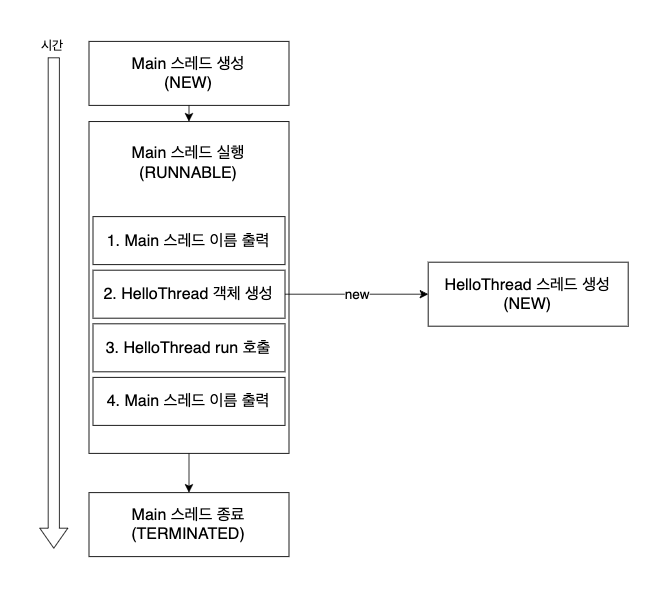 시간
Main 스레드 생성
(NEW)
Main 스레드 실행
(RUNNABLE)
1. Main 스레드 이름 출력
2. HelloThread 객체 생성
new
HelloThread 스레드 생성
(NEW)
3. HelloThread run 호출
4. Main 스레드 이름 출력
Main 스레드 종료
(TERMINATED)